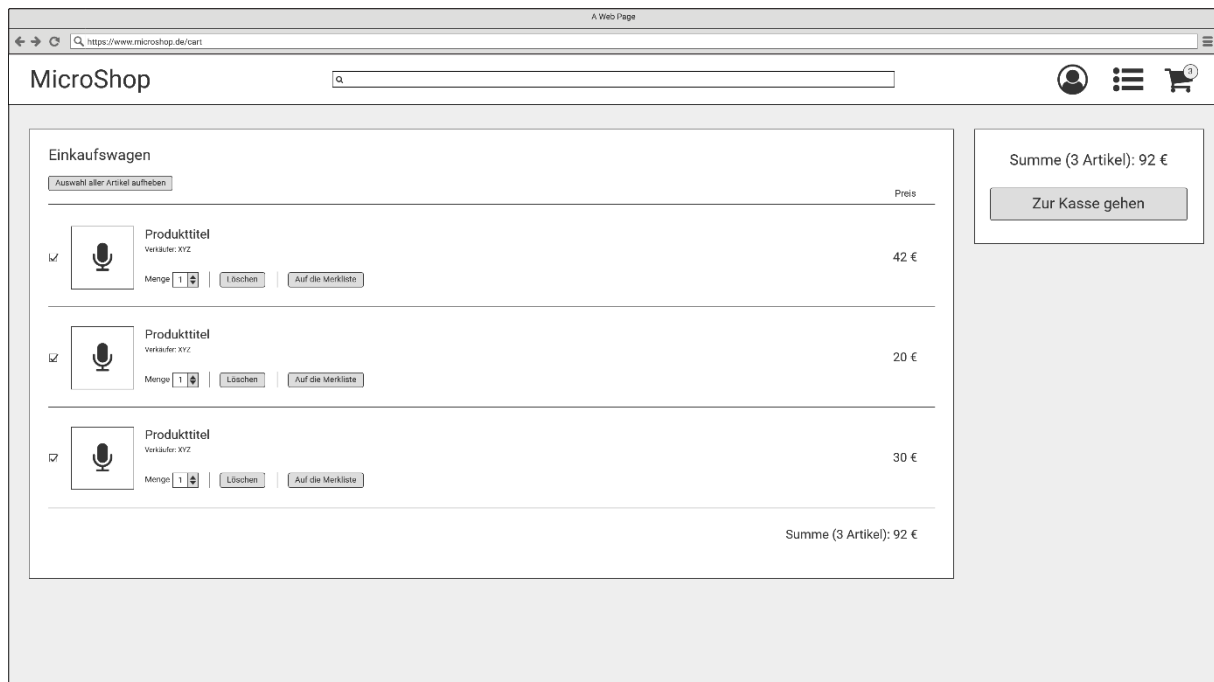 A Web Page
https://www.microshop.de/cart
MicroShop
3
Einkaufswagen
Auswahl aller Artikel aufheben
Preis
Produkttitel
Verkäufer: XYZ
Menge 1 Löschen Auf die Merkliste
42 €
Produkttitel
Verkäufer: XYZ
Menge 1 Löschen Auf die Merkliste
20 €
Produkttitel
Verkäufer: XYZ
Menge 1 Löschen Auf die Merkliste
30 €
Summe (3 Artikel): 92 €
Summe (3 Artikel): 92 €
Zur Kasse gehen